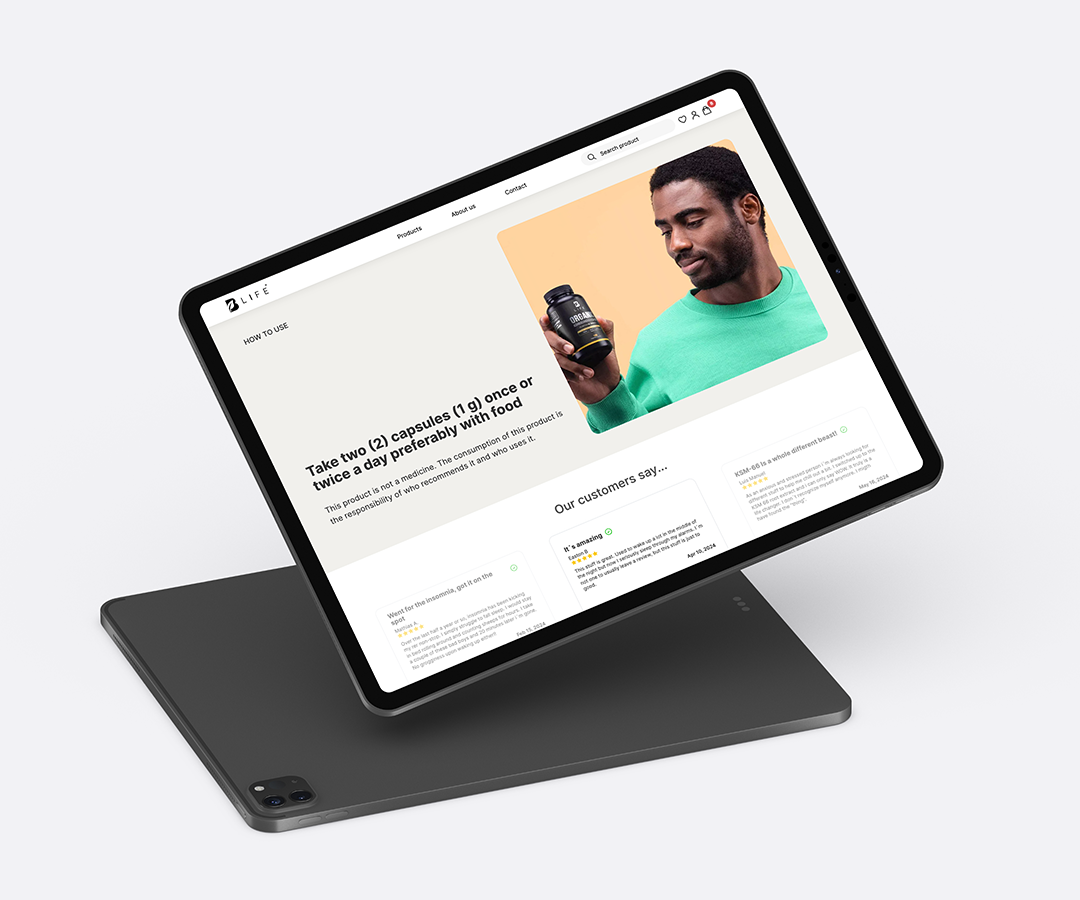 B LIFE
Products
About us
Contact
Search product
HOW TO USE
Take two (2) capsules (1 g) once or
twice a day preferably with food
This product is not a medicine. The consumption of this product is
the responsibility of who recommends it and who uses it.
ORGANIC
Our customers say...
Went for the insomnia, got it on the
spot
Mathias A.
Over the last half a year or so, insomnia has been kicking
my rer non-stop. I simply struggle to fall sleep. I would stay
in bed rolling around and counting sheeps for hours. I take
a couple of these bad boys and 20 minutes later I´m gone.
No grogginess upon waking up either!!
Feb 15, 2024
It´s amazing
Easton B
This stuff is great. Used to wake up a lot in the middle of
the night but now I seriously sleep through my alarms. I´m
not one to usually leave a review, but this stuff is just to
good.
Apr 10, 2024
KSM-66 Is a whole different beast!
Luis Manuel
As an anxious and stressed person I´m always looking for
different stuff to help me chill out a bit. I switched up to the
KSM 66 root extract and I can only say WOW. It truly is a
life changer. I don´t recognize myself anymore, I might
have found the "thing".
May 16, 2024